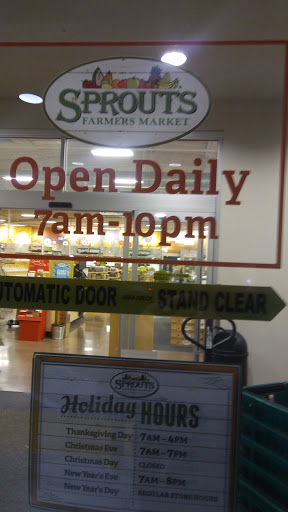 SPROUTS
FARMERS MARKET
Open Daily
7am-10pm
AUTOMATIC DOOR STAND CLEAR
SPROUTS
Holiday HOURS
Thanksgiving Day 7AM-4PM
Christmas Eve 7AM-7PM
Christmas Day CLOSED
New Year's Eve 7AM-8PM
New Year's Day REGULAR STORE HOURS